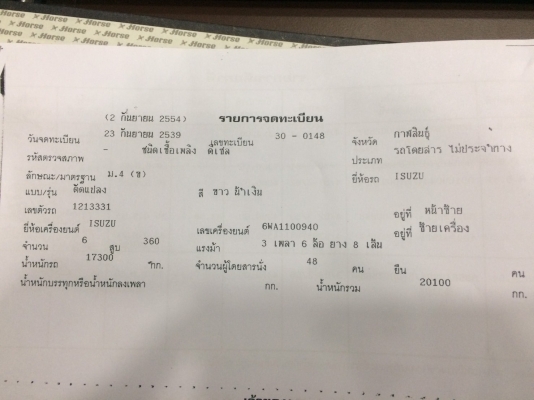 Horse Horse Horse Horse Horse Horse
(2 กันยายน 2554) รายการจดทะเบียน
วันจดทะเบียน 23 กันยายน 2539 เลขทะเบียน 30 - 0148 จังหวัด กาฬสินธุ์
รหัสตรวจสภาพ - ชนิดเชื้อเพลิง ดีเซล ประเภท รถโดยสาร ไม่ประจำทาง
ลักษณะ/มาตรฐาน ม.4 (ข) ยี่ห้อรถ ISUZU
แบบ/รุ่น ดัดแปลง สี ขาว น้ำเงิน
เลขตัวรถ 1213331 อยู่ที่ หน้าซ้าย
ยี่ห้อเครื่องยนต์ ISUZU เลขเครื่องยนต์ 6WA1100940 อยู่ที่ ซ้ายเครื่อง
จำนวน 6 สูบ 360 แรงม้า 3 เพลา 6 ล้อ ยาง 8 เส้น
น้ำหนักรถ 17300 กก. จำนวนผู้โดยสารนั่ง 48 คน ยืน คน
น้ำหนักบรรทุกหรือน้ำหนักลงเพลา กก. น้ำหนักรวม 20100 กก.